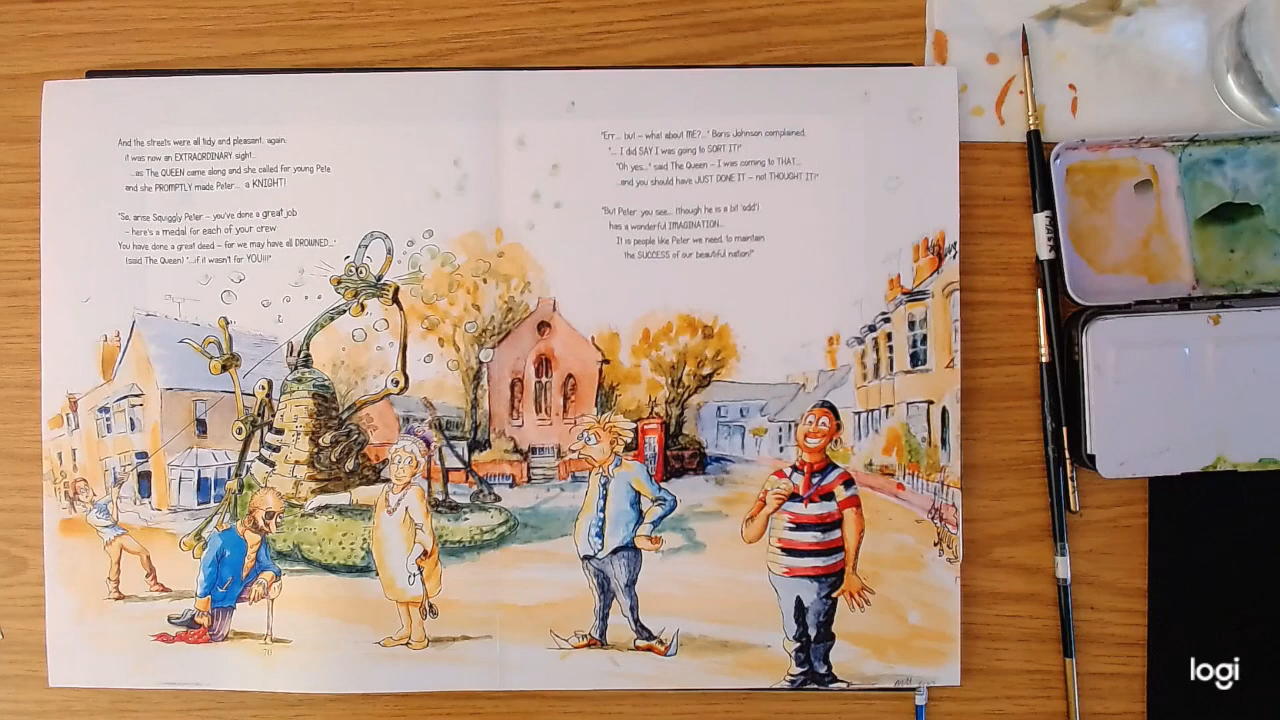 And the streets were all tidy and pleasant, again,
it was now an EXTRAORDINARY sight...
...as The QUEEN came along and she called for young Pete
and she PROMPTLY made Peter... a KNIGHT!
"So, arise Squiggly Peter – you've done a great job
– here's a medal for each of your crew
You have done a great deed – for we may have all DROWNED..."
(said The Queen) "...if it wasn't for YOU!!!"
70
"Err... but – what about ME?..." Boris Johnson complained,
"... I did SAY I was going to SORT IT!"
"Oh yes..." said The Queen – I was coming to THAT...
...and you should have JUST DONE IT – not THOUGHT IT!"
"But Peter you see... (though he is a bit 'odd')
has a wonderful IMAGINATION...
It is people like Peter we need, to maintain
the SUCCESS of our beautiful nation!"
logi